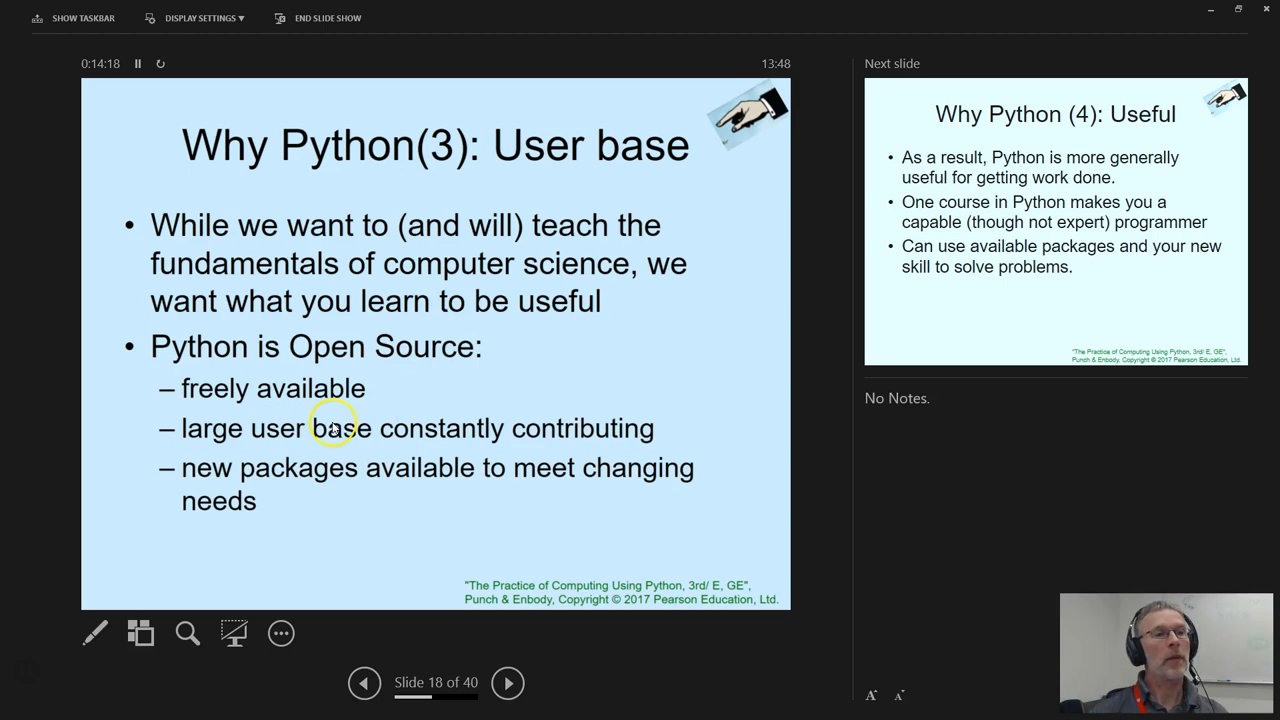 SHOW TASKBAR
DISPLAY SETTINGS ▼
END SLIDE SHOW
0:14:18
13:48
Why Python(3): User base
• While we want to (and will) teach the
fundamentals of computer science, we
want what you learn to be useful
• Python is Open Source:
– freely available
– large user base constantly contributing
– new packages available to meet changing
needs
"The Practice of Computing Using Python, 3rd/ E, GE",
Punch & Enbody, Copyright © 2017 Pearson Education, Ltd.
Slide 18 of 40
Next slide
Why Python (4): Useful
• As a result, Python is more generally
useful for getting work done.
• One course in Python makes you a
capable (though not expert) programmer
• Can use available packages and your new
skill to solve problems.
"The Practice of Computing Using Python, 3rd/ E, GE",
Punch & Enbody, Copyright © 2017 Pearson Education, Ltd.
No Notes.
A A